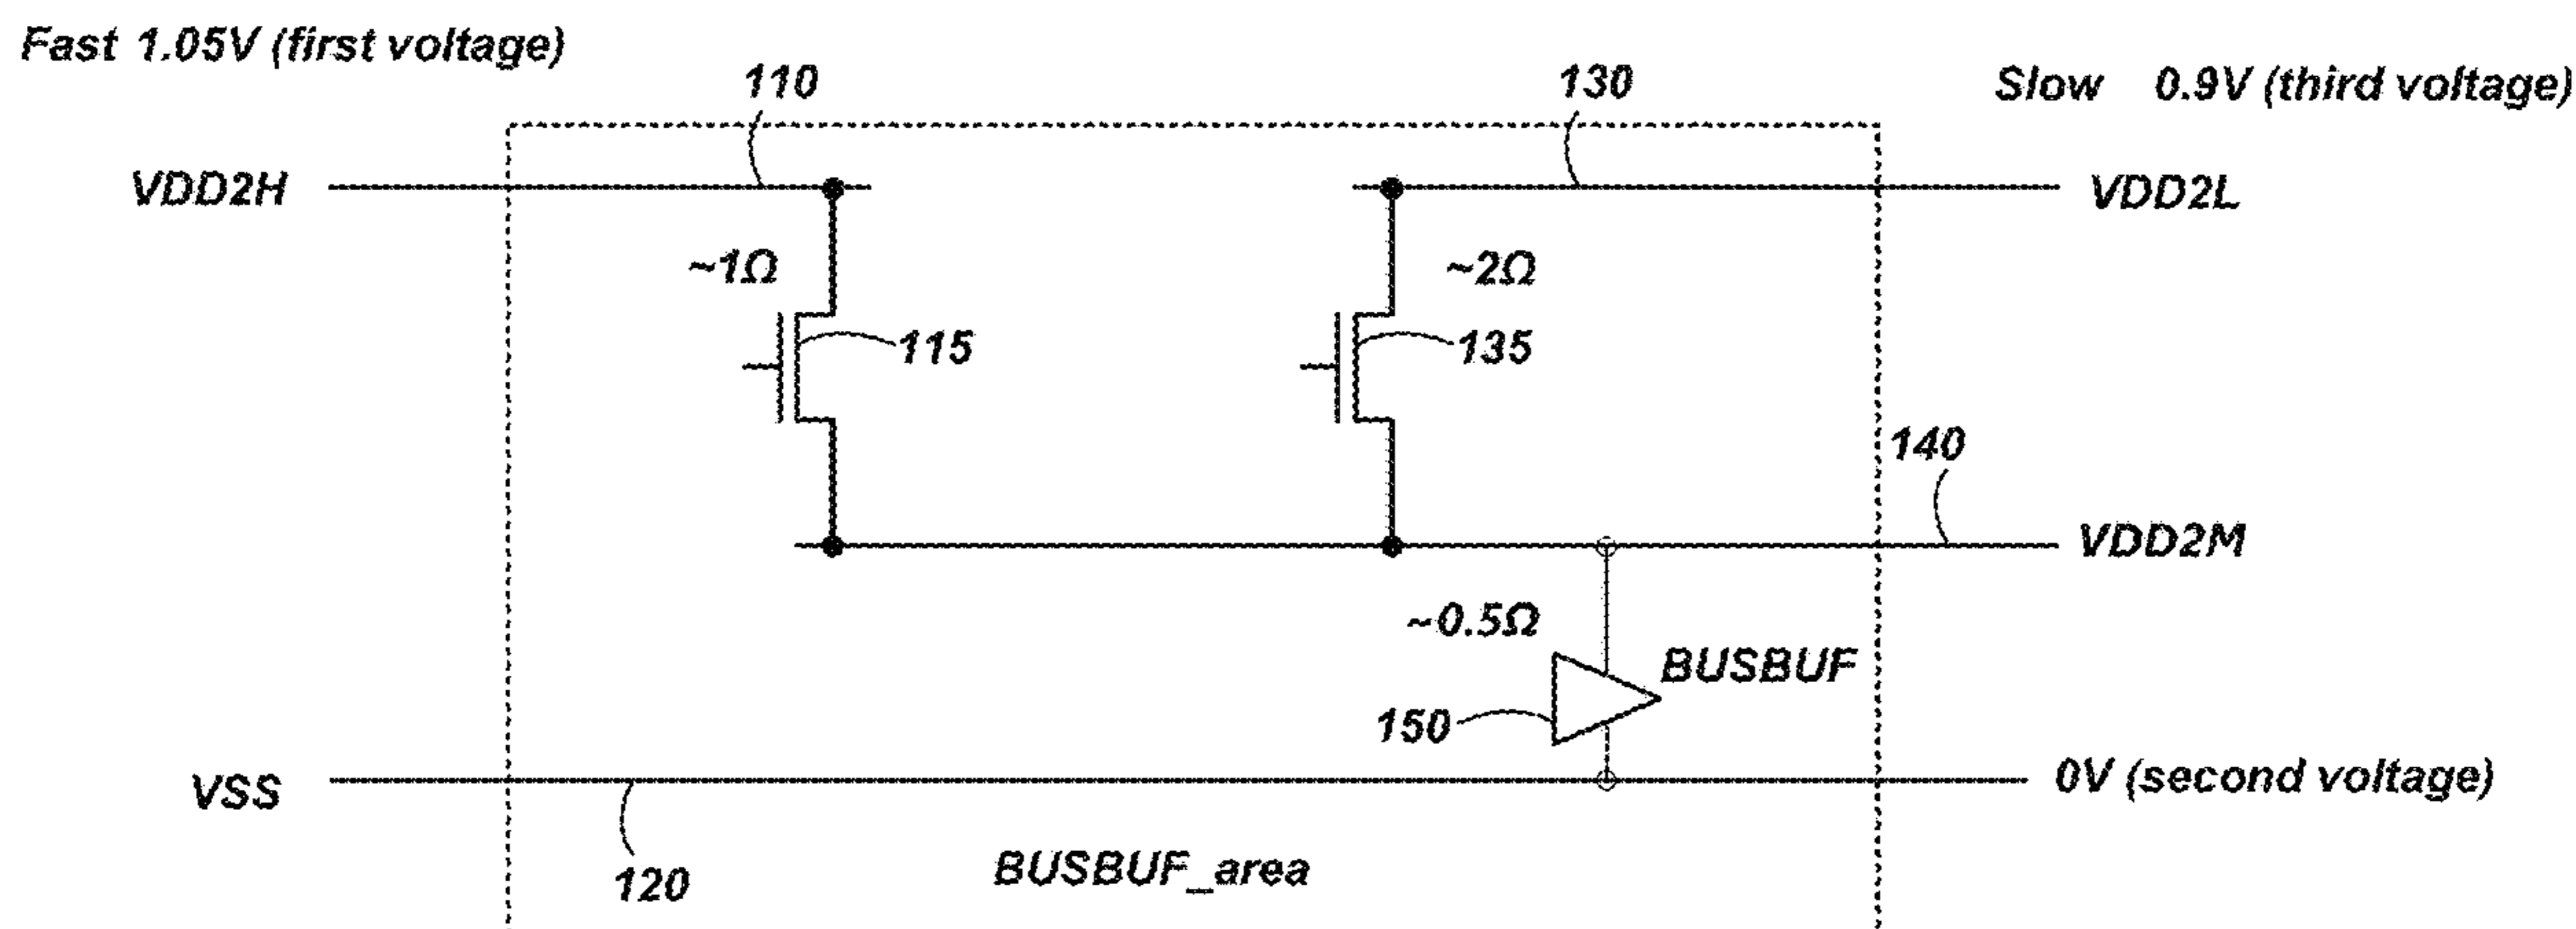 Fast 1.05V (first voltage)
110
130
Slow 0.9V (third voltage)
VDD2H
VDD2L
~1Ω
~2Ω
115
135
140
VDD2M
~0.5Ω
BUSBUF
150
VSS
0V (second voltage)
120
BUSBUF_area